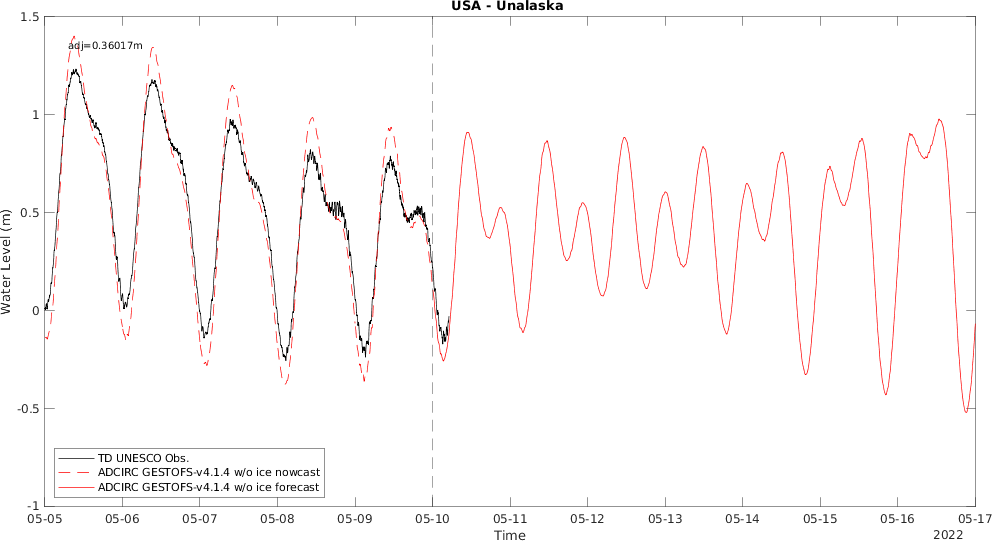 USA - Unalaska
1.5
adj=0.36017m
1
0.5
0
-0.5
-1
Water Level (m)
TD UNESCO Obs.
ADCIRC GESTOFS-v4.1.4 w/o ice nowcast
ADCIRC GESTOFS-v4.1.4 w/o ice forecast
05-05 05-06 05-07 05-08 05-09 05-10 05-11 05-12 05-13 05-14 05-15 05-16 05-17
Time
2022